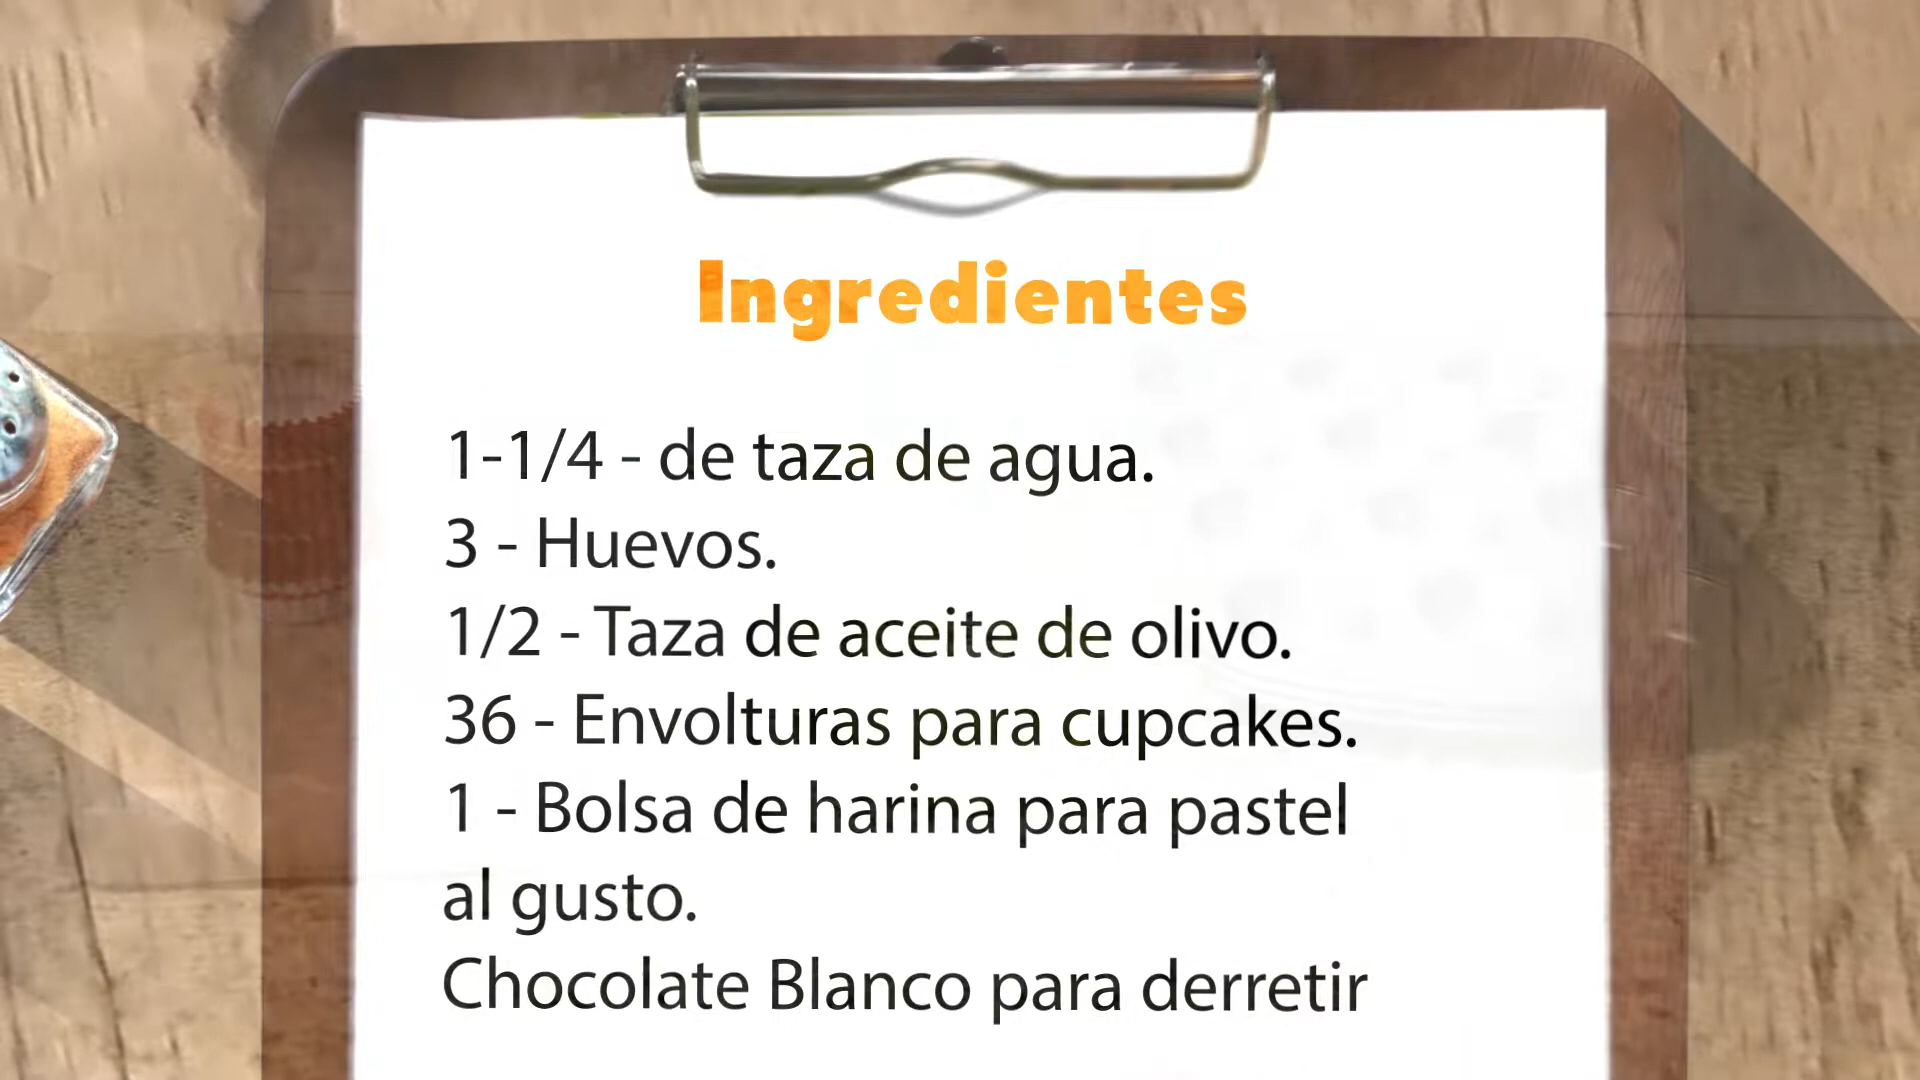 Ingredientes
1-1/4 - de taza de agua.
3 - Huevos.
1/2 - Taza de aceite de olivo.
36 - Envolturas para cupcakes.
1 - Bolsa de harina para pastel
al gusto.
Chocolate Blanco para derretir